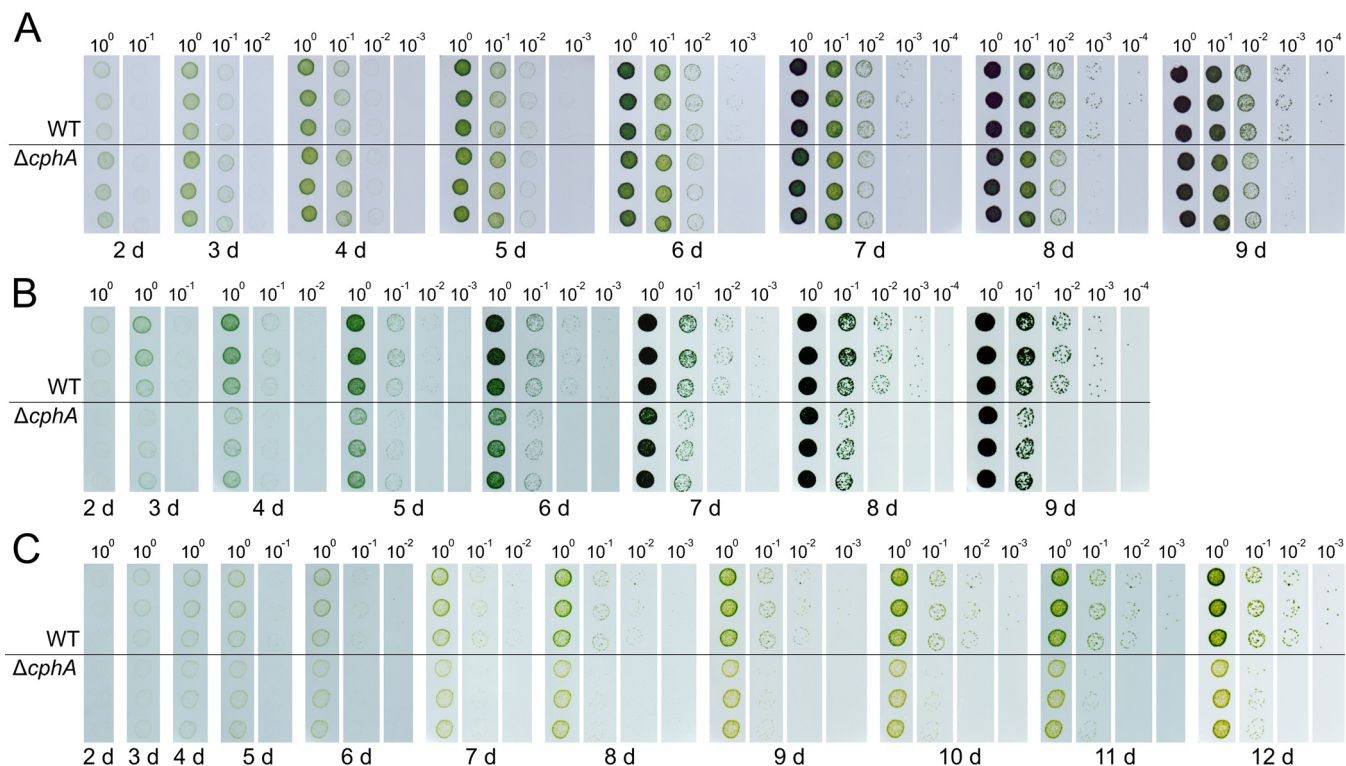 A
10⁰ 10⁻¹ 10⁰ 10⁻¹ 10⁻² 10⁰ 10⁻¹ 10⁻² 10⁻³ 10⁰ 10⁻¹ 10⁻² 10⁻³ 10⁰ 10⁻¹ 10⁻² 10⁻³ 10⁰ 10⁻¹ 10⁻² 10⁻³ 10⁻⁴ 10⁰ 10⁻¹ 10⁻² 10⁻³ 10⁻⁴ 10⁰ 10⁻¹ 10⁻² 10⁻³ 10⁻⁴
WT
ΔcphA
2 d 3 d 4 d 5 d 6 d 7 d 8 d 9 d
B
10⁰ 10⁰ 10⁻¹ 10⁰ 10⁻¹ 10⁻² 10⁰ 10⁻¹ 10⁻² 10⁻³ 10⁰ 10⁻¹ 10⁻² 10⁻³ 10⁰ 10⁻¹ 10⁻² 10⁻³ 10⁰ 10⁻¹ 10⁻² 10⁻³ 10⁻⁴ 10⁰ 10⁻¹ 10⁻² 10⁻³ 10⁻⁴
WT
ΔcphA
2 d 3 d 4 d 5 d 6 d 7 d 8 d 9 d
C
10⁰ 10⁰ 10⁰ 10⁰ 10⁻¹ 10⁰ 10⁻¹ 10⁻² 10⁰ 10⁻¹ 10⁻² 10⁰ 10⁻¹ 10⁻² 10⁻³ 10⁰ 10⁻¹ 10⁻² 10⁻³ 10⁰ 10⁻¹ 10⁻² 10⁻³ 10⁰ 10⁻¹ 10⁻² 10⁻³ 10⁰ 10⁻¹ 10⁻² 10⁻³
WT
ΔcphA
2 d 3 d 4 d 5 d 6 d 7 d 8 d 9 d 10 d 11 d 12 d